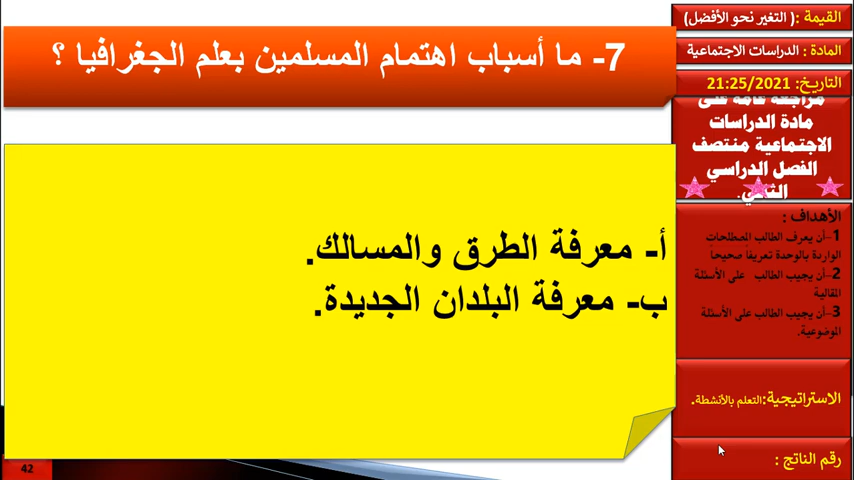 7- ما أسباب اهتمام المسلمين بعلم الجغرافيا ؟
أ- معرفة الطرق والمسالك.
ب- معرفة البلدان الجديدة.
القيمة :( التغير نحو الأفضل)
المادة : الدراسات الاجتماعية
التاريخ: 21:25/2021
مراجعة عامة على
مادة الدراسات
الاجتماعية منتصف
الفصل الدراسي
الثاني.
الأهداف :
1-أن يعرف الطالب المصطلحات
الواردة بالوحدة تعريفاً صحيحاً
2-أن يجيب الطالب على الأسئلة
المقالية
3-أن يجيب الطالب على الأسئلة
الموضوعية.
الاستراتيجية:التعلم بالأنشطة.
رقم الناتج :
42